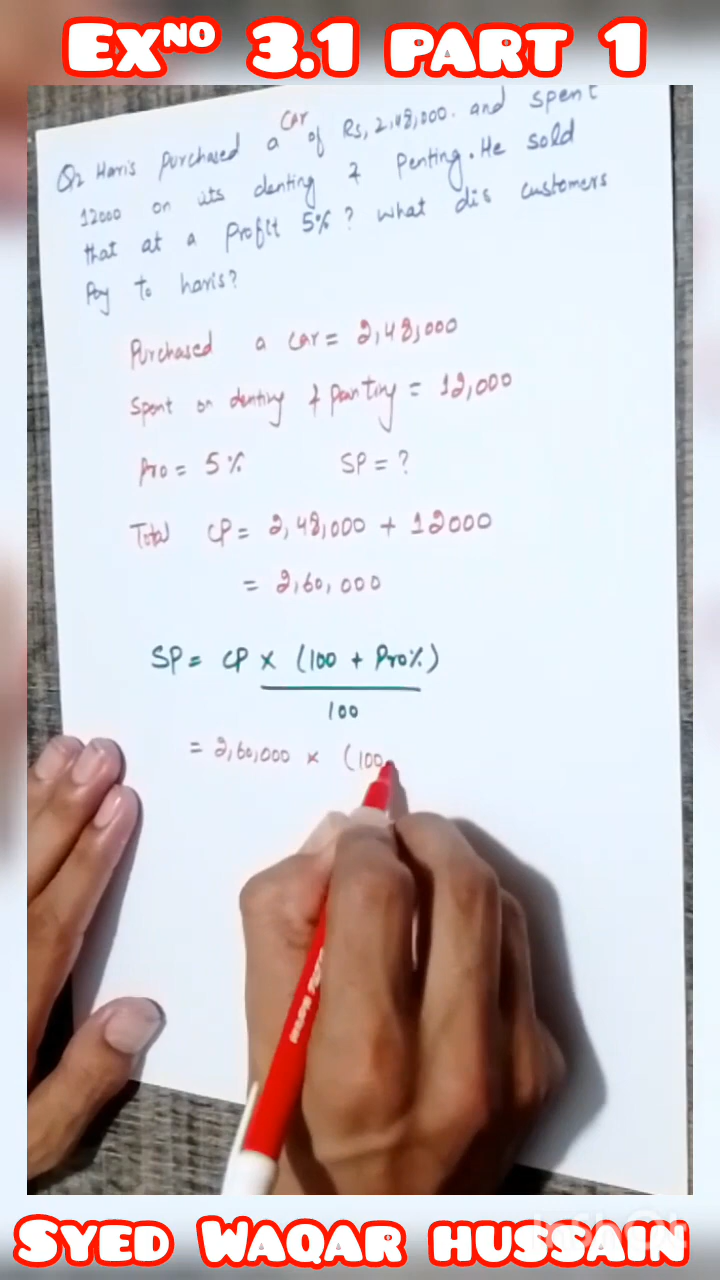 Exᴺᴼ 3.1 PART 1
Q2 Haris Purchased a Car of Rs, 2,48,000. and spent
12000 on its denting & Penting. He sold
that at a Profit 5%? what dis customers
Pay to haris?
Purchased a Car = 2,48,000
Spent on denting & Painting = 12,000
Pro = 5% SP = ?
Total CP = 2,48,000 + 12000
= 2,60,000
SP = CP × (100 + Pro%)
100
= 2,60,000 × (100
SYED WAQAR HUSSAIN